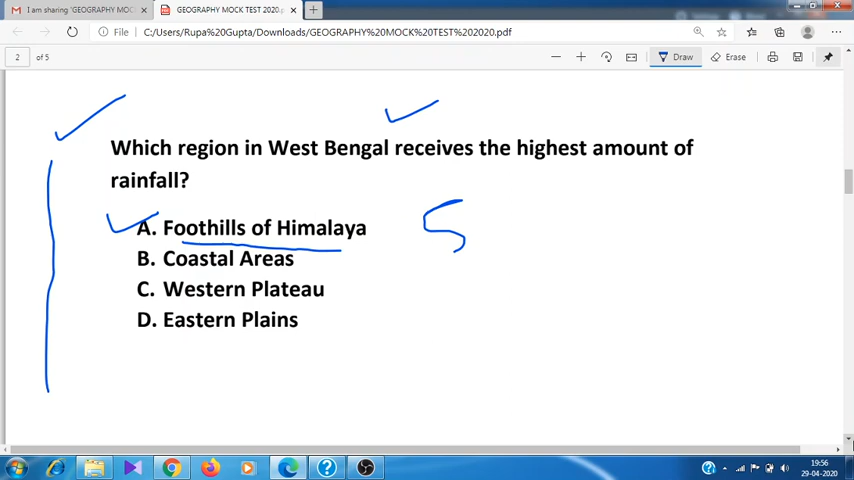 I am sharing 'GEOGRAPHY MOCK
GEOGRAPHY MOCK TEST 2020.p
File
C:/Users/Rupa%20Gupta/Downloads/GEOGRAPHY%20MOCK%20TEST%202020.pdf
2 of 5
Draw
Erase
Which region in West Bengal receives the highest amount of
rainfall?
A. Foothills of Himalaya
5
B. Coastal Areas
C. Western Plateau
D. Eastern Plains
19:56
29-04-2020